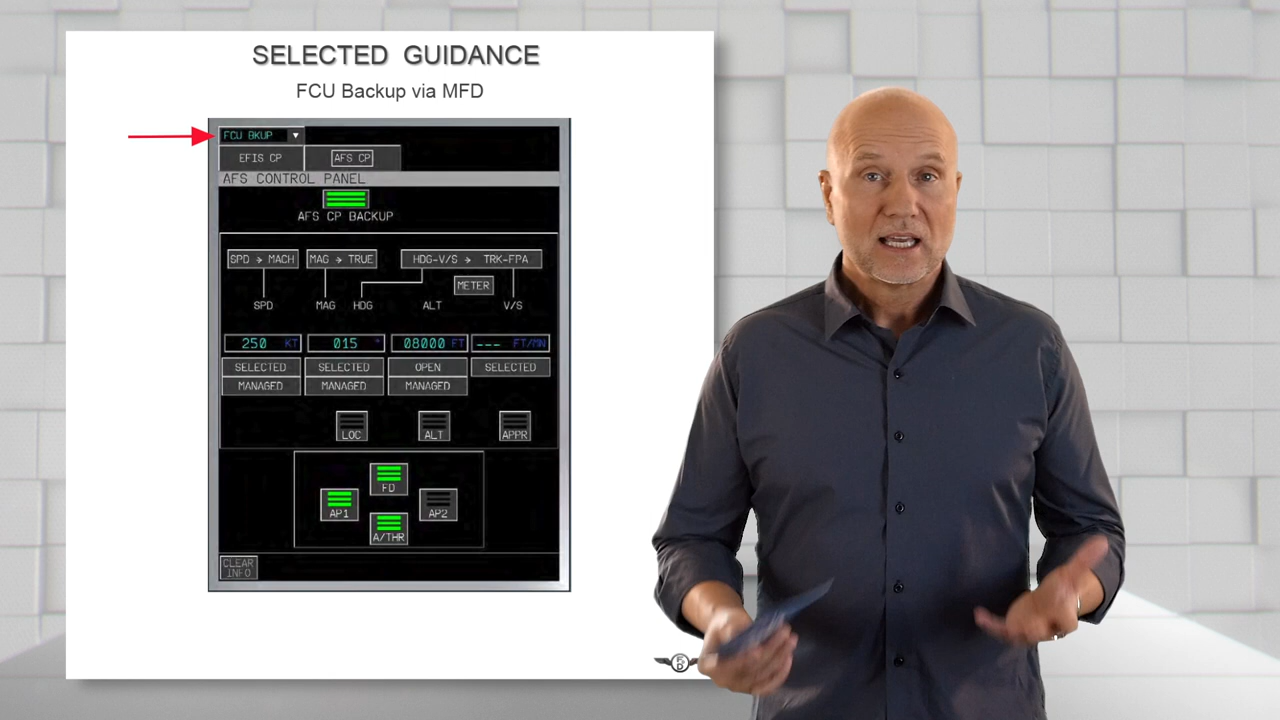 SELECTED GUIDANCE
FCU Backup via MFD
FCU BKUP
EFIS CP AFS CP
AFS CONTROL PANEL
AFS CP BACKUP
SPD → MACH MAG → TRUE HDG-V/S → TRK-FPA
METER
SPD MAG HDG ALT V/S
250 KT 015 ° 08000 FT --- FT/MN
SELECTED SELECTED OPEN SELECTED
MANAGED MANAGED MANAGED
LOC ALT APPR
FD
AP1 AP2
A/THR
CLEAR
INFO